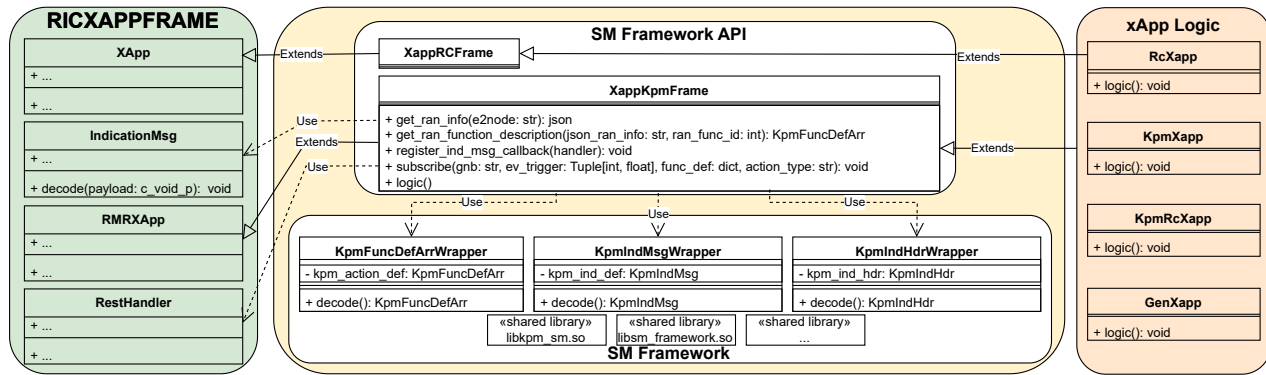 RICXAPPFRAME
XApp
+ ...
+ ...
IndicationMsg
+ ...
+ decode(payload: c_void_p): void
RMRXApp
+ ...
+ ...
RestHandler
+ ...
+ ...
Extends
Use
Extends
Use
SM Framework API
XappRCFrame
XappKpmFrame
+ get_ran_info(e2node: str): json
+ get_ran_function_description(json_ran_info: str, ran_func_id: int): KpmFuncDefArr
+ register_ind_msg_callback(handler): void
+ subscribe(gnb: str, ev_trigger: Tuple[int, float], func_def: dict, action_type: str): void
+ logic()
Use
Use
Use
KpmFuncDefArrWrapper
- kpm_action_def: KpmFuncDefArr
+ decode(): KpmFuncDefArr
KpmIndMsgWrapper
- kpm_ind_def: KpmIndMsg
+ decode(): KpmIndMsg
KpmIndHdrWrapper
- kpm_ind_hdr: KpmIndHdr
+ decode(): KpmIndHdr
«shared library»
libkpm_sm.so
«shared library»
libsm_framework.so
«shared library»
...
SM Framework
Extends
Extends
xApp Logic
RcXapp
+ logic(): void
KpmXapp
+ logic(): void
KpmRcXapp
+ logic(): void
GenXapp
+ logic(): void